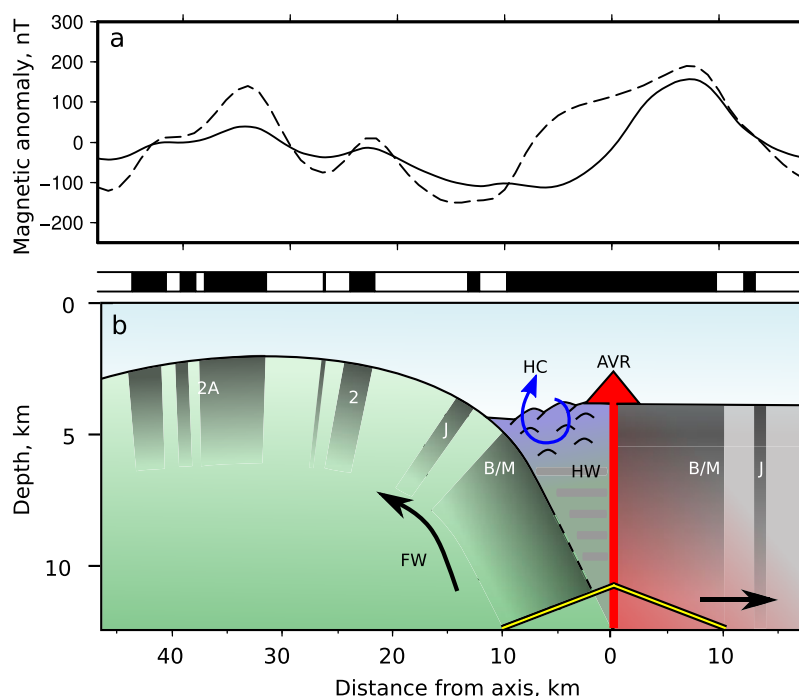 300
200
100
0
−100
−200
Magnetic anomaly, nT
a
0
5
10
Depth, km
b
HC
AVR
2A
2
J
B/M
HW
B/M
J
FW
40
30
20
10
0
10
Distance from axis, km